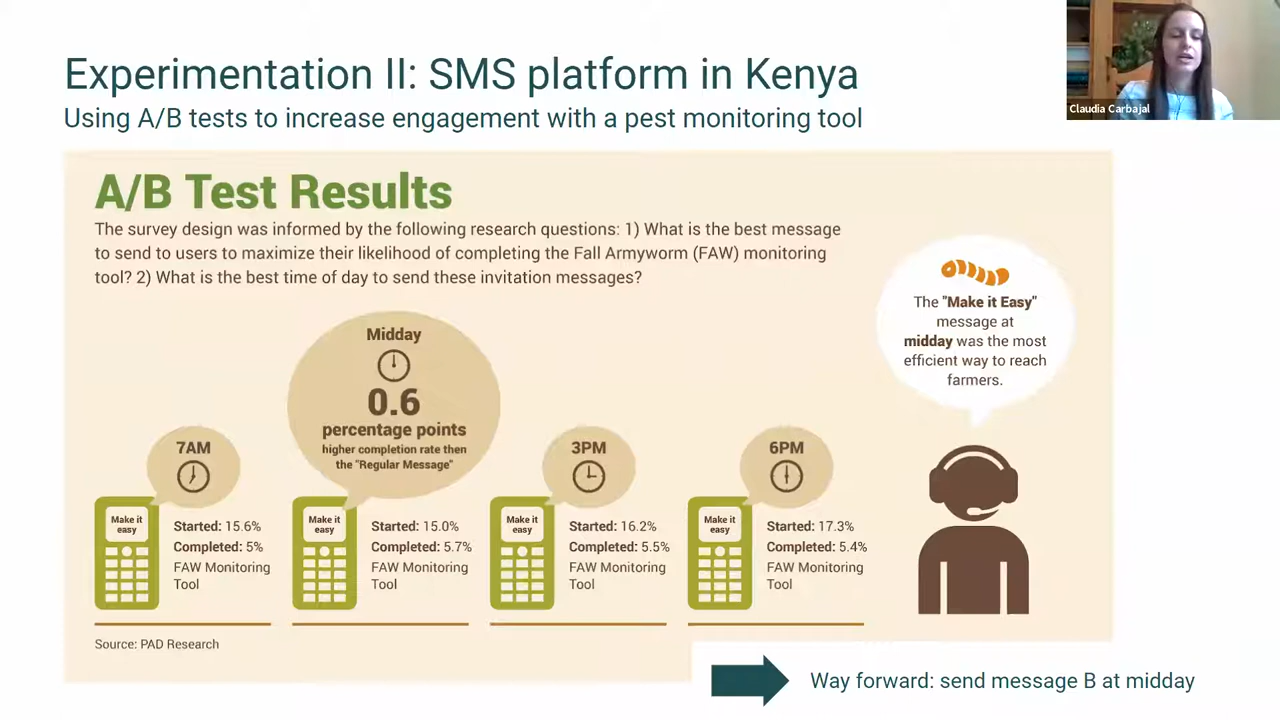 Experimentation II: SMS platform in Kenya
Using A/B tests to increase engagement with a pest monitoring tool
Claudia Carbajal
A/B Test Results
The survey design was informed by the following research questions: 1) What is the best message
to send to users to maximize their likelihood of completing the Fall Armyworm (FAW) monitoring
tool? 2) What is the best time of day to send these invitation messages?
The "Make it Easy"
message at
midday was the most
efficient way to reach
farmers.
Midday
0.6
percentage points
higher completion rate then
the "Regular Message"
7AM
3PM
6PM
Make it
easy
Started: 15.6%
Completed: 5%
FAW Monitoring
Tool
Make it
easy
Started: 15.0%
Completed: 5.7%
FAW Monitoring
Tool
Make it
easy
Started: 16.2%
Completed: 5.5%
FAW Monitoring
Tool
Make it
easy
Started: 17.3%
Completed: 5.4%
FAW Monitoring
Tool
Source: PAD Research
Way forward: send message B at midday